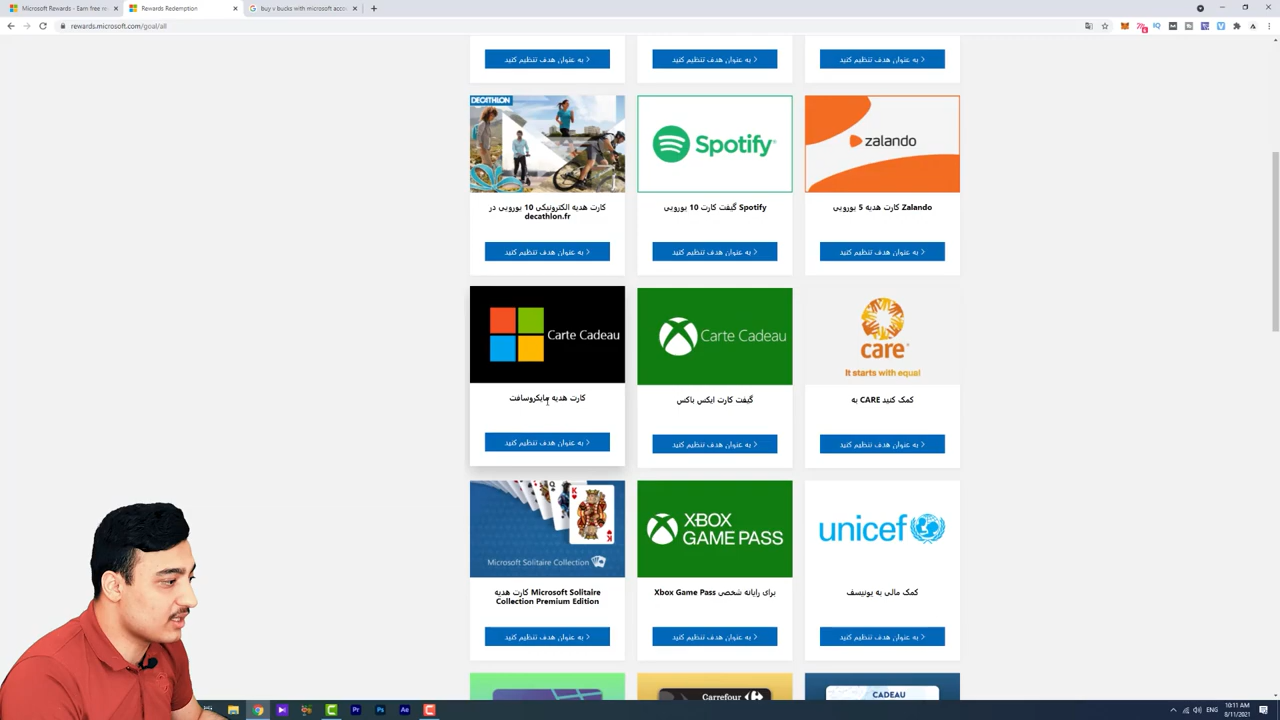 Microsoft Rewards - Earn free re
Rewards Redemption
buy v bucks with microsoft acco
rewards.microsoft.com/goal/all
به عنوان هدف تنظیم کنید
به عنوان هدف تنظیم کنید
به عنوان هدف تنظیم کنید
DECATHLON
Spotify
zalando
کارت هدیه الکترونیکی 10 یورویی در
decathlon.fr
Spotify گیفت کارت 10 یورویی
Zalando کارت هدیه 5 یورویی
به عنوان هدف تنظیم کنید
به عنوان هدف تنظیم کنید
به عنوان هدف تنظیم کنید
Carte Cadeau
Carte Cadeau
care
It starts with equal
کارت هدیه مایکروسافت
گیفت کارت ایکس باکس
کمک کنید CARE به
به عنوان هدف تنظیم کنید
به عنوان هدف تنظیم کنید
به عنوان هدف تنظیم کنید
Microsoft Solitaire Collection
XBOX
GAME PASS
unicef
Microsoft Solitaire کارت هدیه
Collection Premium Edition
برای رایانه شخصی Xbox Game Pass
کمک مالی به یونیسف
به عنوان هدف تنظیم کنید
به عنوان هدف تنظیم کنید
به عنوان هدف تنظیم کنید
Carrefour
CADEAU
ENG
10:11 AM
8/11/2021